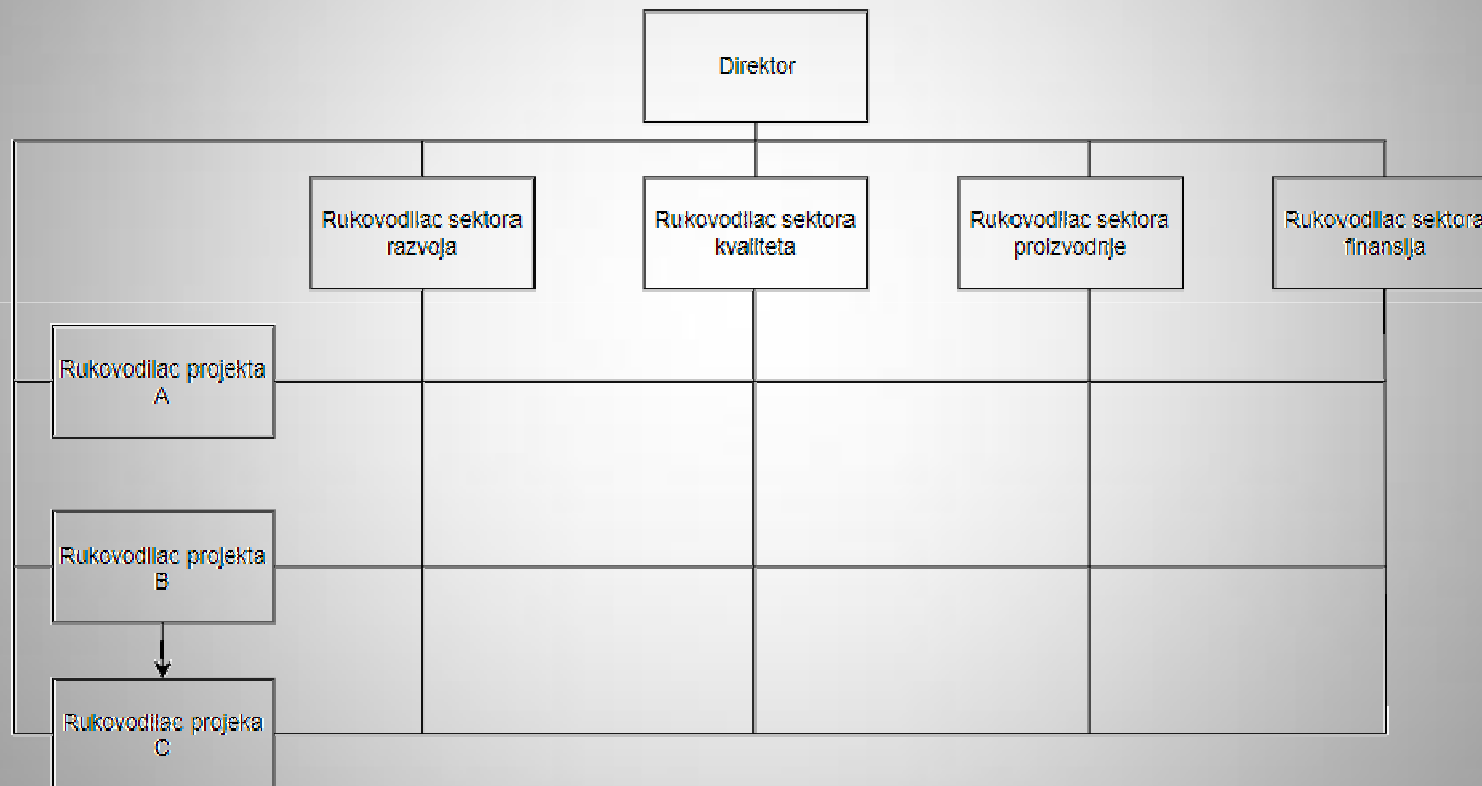 Direktor
Rukovodilac sektora
razvoja
Rukovodilac sektora
kvaliteta
Rukovodilac sektora
proizvodnje
Rukovodilac sektora
finansija
Rukovodilac projekta
A
Rukovodilac projekta
B
Rukovodilac projeka
C